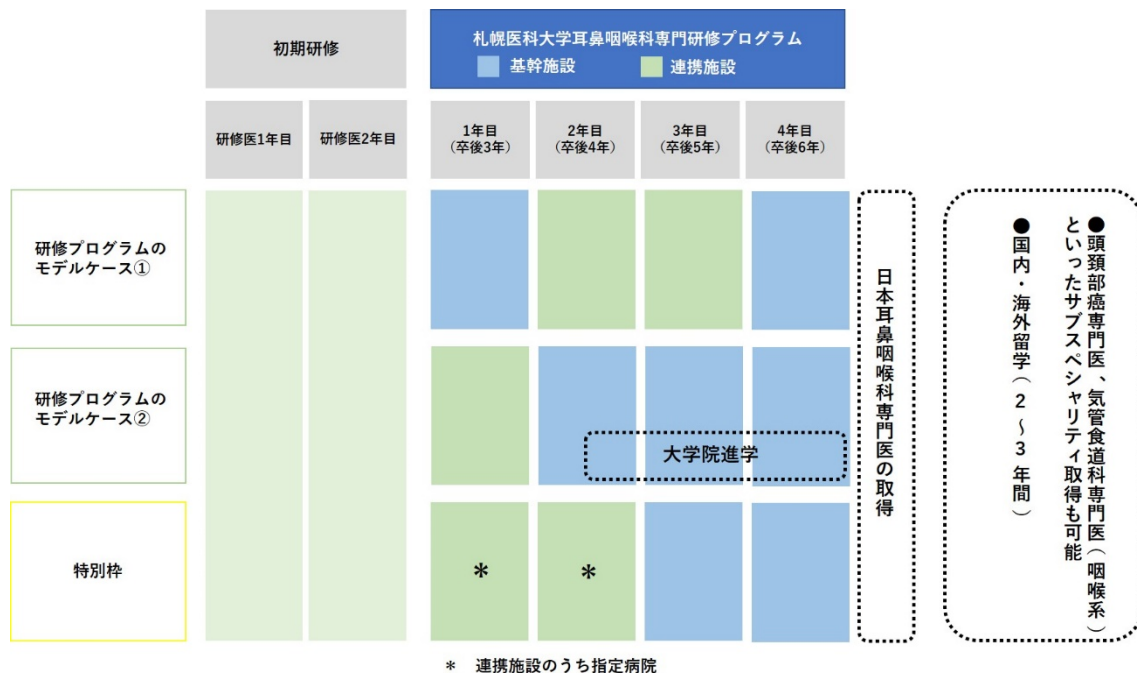 初期研修
札幌医科大学耳鼻咽喉科専門研修プログラム
基幹施設
連携施設
研修医1年目
研修医2年目
1年目
（卒後3年）
2年目
（卒後4年）
3年目
（卒後5年）
4年目
（卒後6年）
研修プログラムの
モデルケース①
研修プログラムの
モデルケース②
大学院進学
特別枠
*
*
日本耳鼻咽喉科専門医の取得
●頭頚部癌専門医、気管食道科専門医（咽喉系）
といったサブスペシャリティ取得も可能
●国内・海外留学（２～３年間）
* 連携施設のうち指定病院